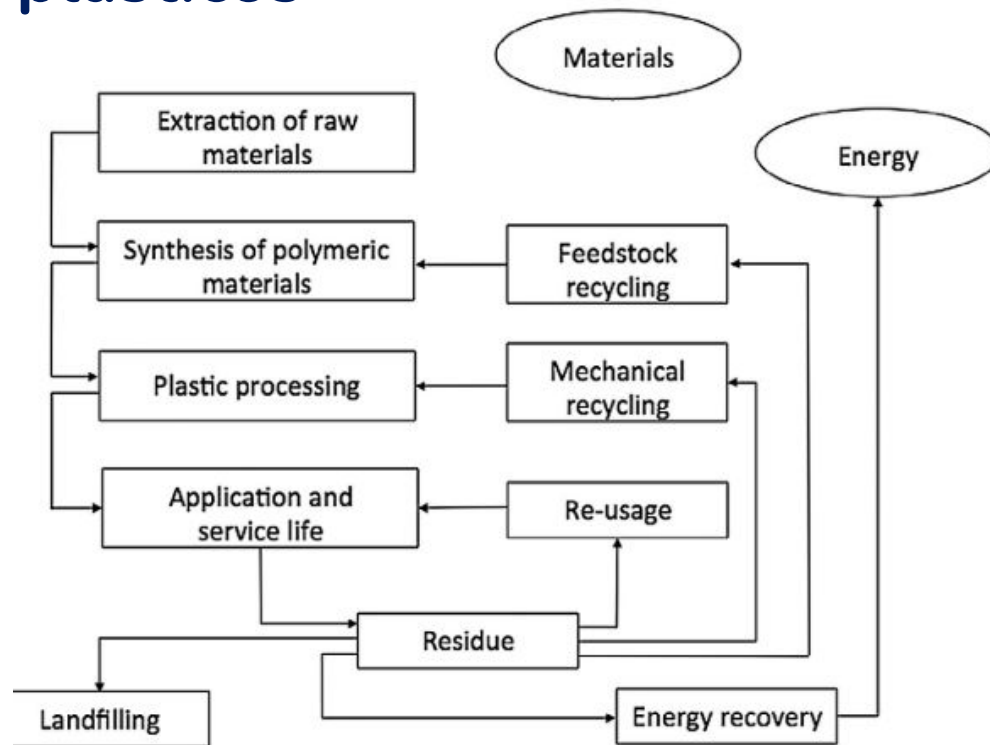 Materials
Extraction of raw
materials
Energy
Synthesis of polymeric
materials
Feedstock
recycling
Plastic processing
Mechanical
recycling
Application and
service life
Re-usage
Residue
Landfilling
Energy recovery